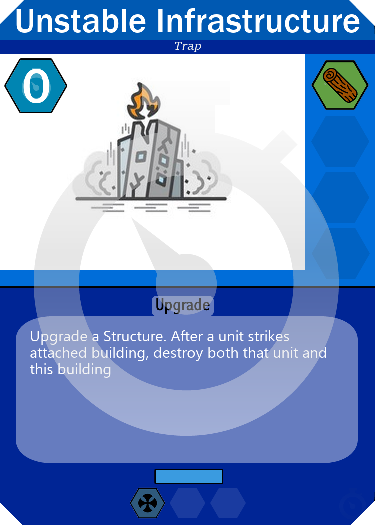 Unstable Infrastructure
Trap
0
Upgrade
Upgrade a Structure. After a unit strikes
attached building, destroy both that unit and
this building